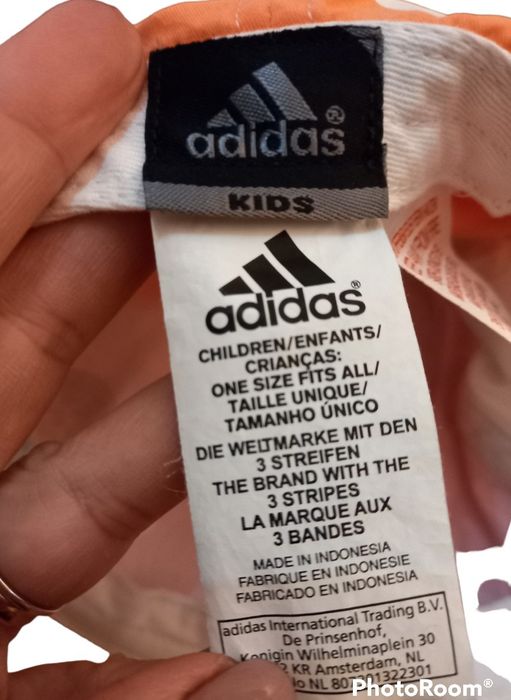 adidas®
KIDS
adidas®
CHILDREN/ENFANTS/
CRIANÇAS:
ONE SIZE FITS ALL/
TAILLE UNIQUE/
TAMANHO ÚNICO
DIE WELTMARKE MIT DEN
3 STREIFEN
THE BRAND WITH THE
3 STRIPES
LA MARQUE AUX
3 BANDES
MADE IN INDONESIA
FABRIQUE EN INDONESIE
FABRICADO EN INDONESIA
adidas International Trading B.V.
De Prinsenhof,
Konigin Wilhelminaplein 30
KR Amsterdam, NL
NL
PhotoRoom®